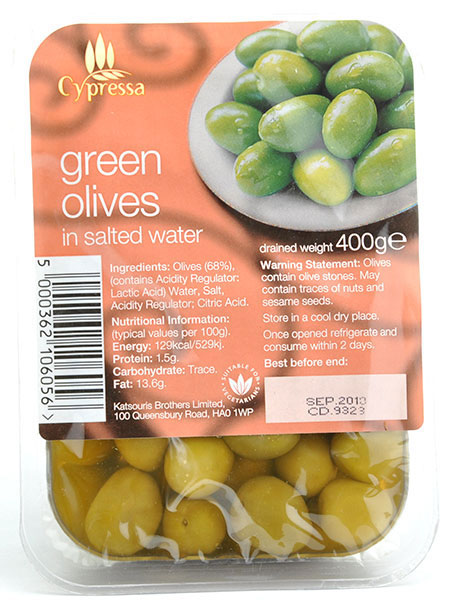 Cypressa
green
olives
in salted water
drained weight 400g℮
Ingredients: Olives (68%),
(contains Acidity Regulator:
Lactic Acid) Water, Salt,
Acidity Regulator; Citric Acid.
Nutritional Information:
(typical values per 100g).
Energy: 129kcal/529kj.
Protein: 1.5g.
Carbohydrate: Trace.
Fat: 13.6g.
Katsouris Brothers Limited,
100 Queensbury Road, HA0 1WP
SUITABLE FOR
VEGETARIANS
Warning Statement: Olives
contain olive stones. May
contain traces of nuts and
sesame seeds.
Store in a cool dry place.
Once opened refrigerate and
consume within 2 days.
Best before end:
SEP.2013
CD.9323
5 000362 106056 >